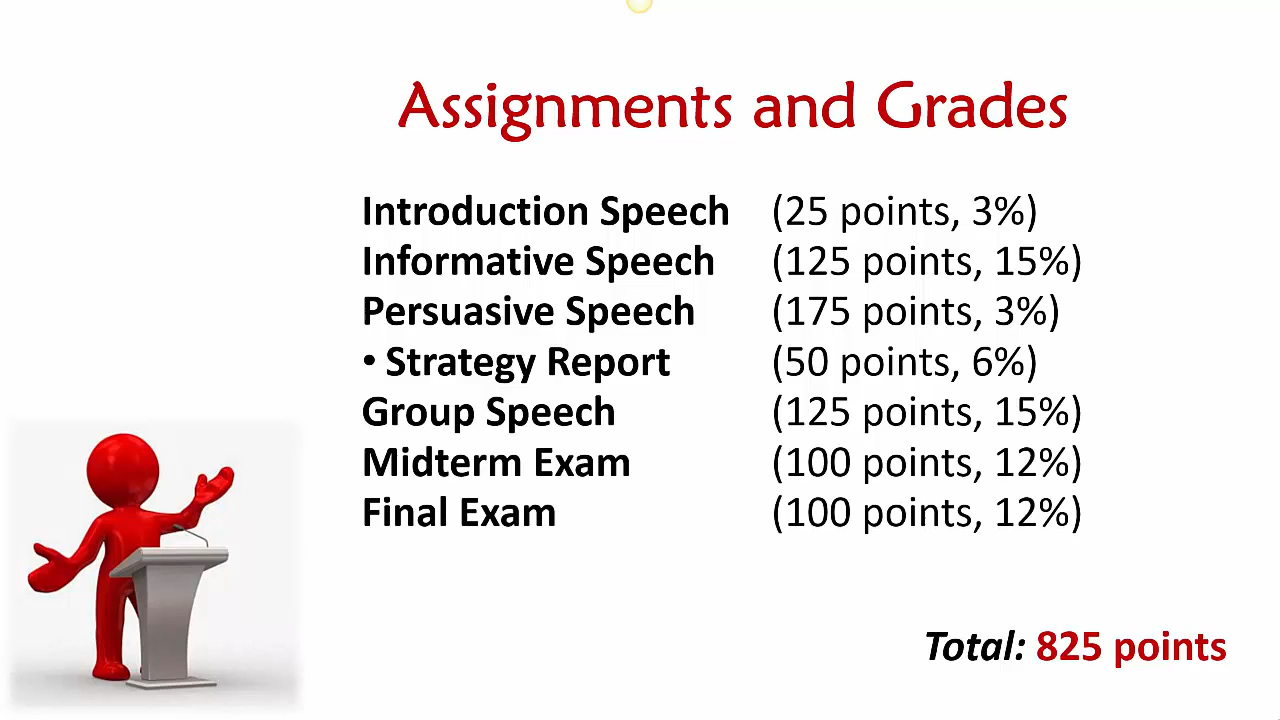 Assignments and Grades
Introduction Speech (25 points, 3%)
Informative Speech (125 points, 15%)
Persuasive Speech (175 points, 3%)
• Strategy Report (50 points, 6%)
Group Speech (125 points, 15%)
Midterm Exam (100 points, 12%)
Final Exam (100 points, 12%)
Total: 825 points